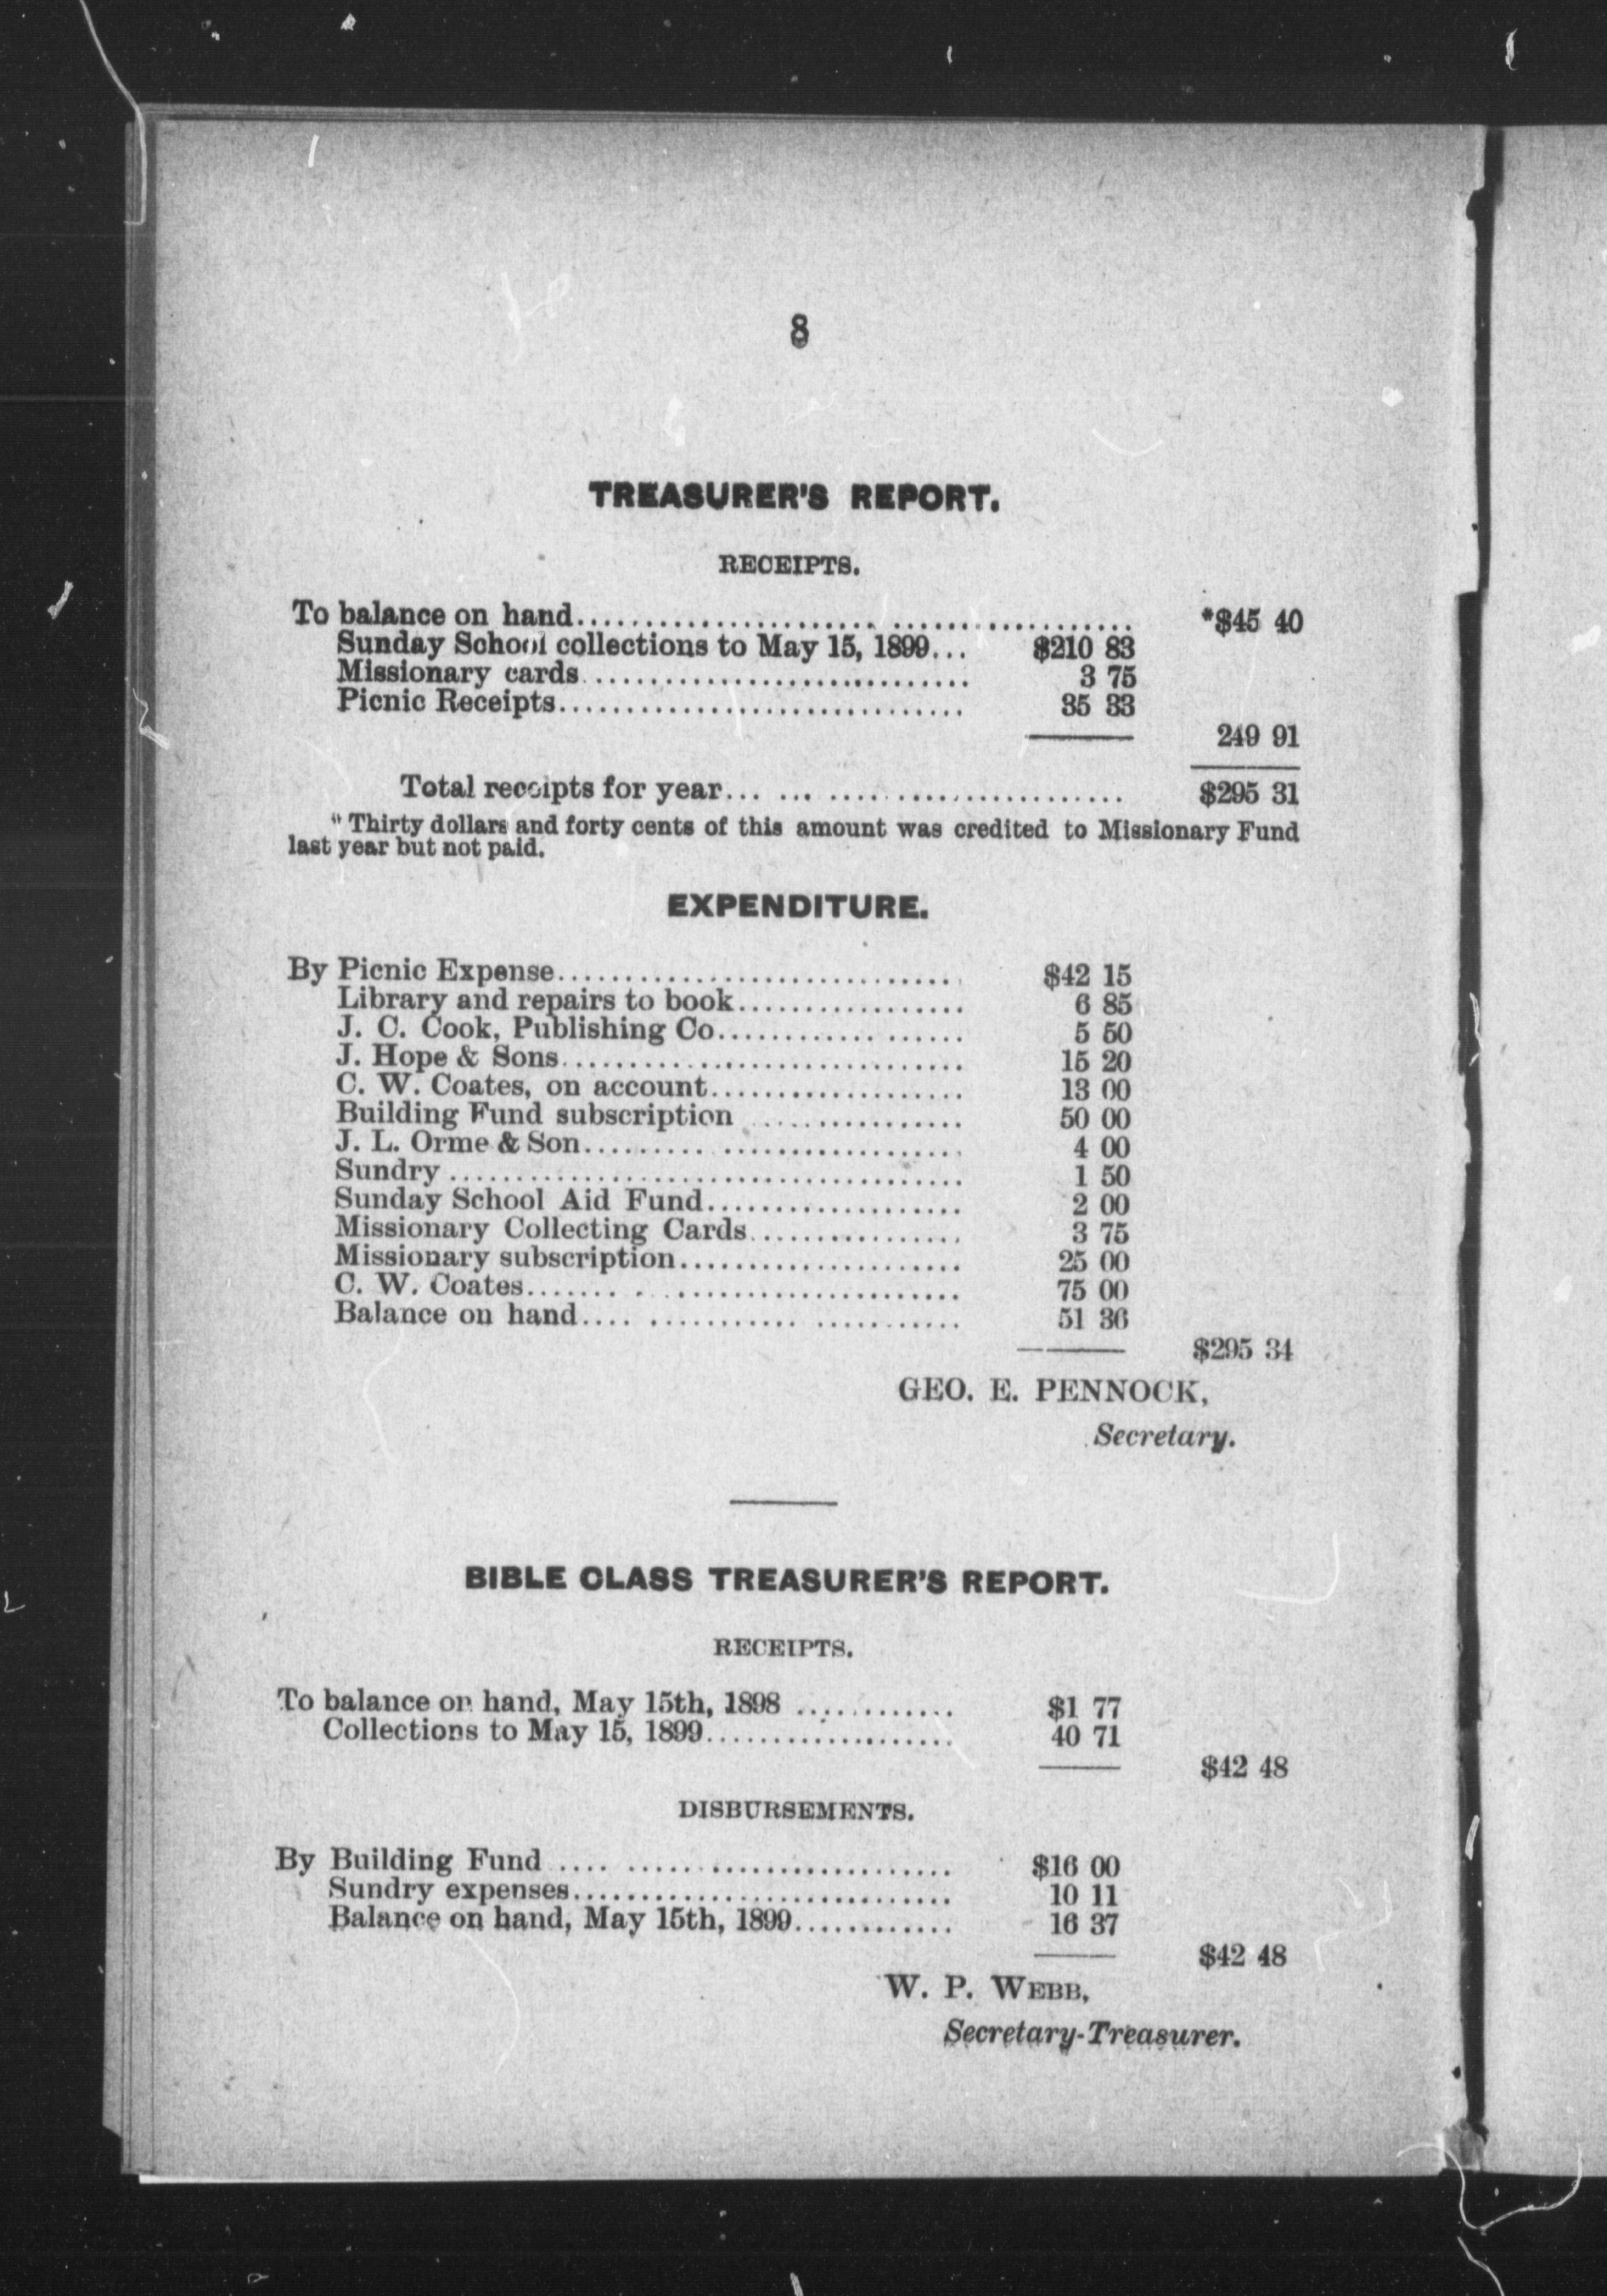 8
TREASURER'S REPORT.
RECEIPTS.
To balance on hand........................................ *$45 40
Sunday School collections to May 15, 1899... $210 83
Missionary cards............................. 3 75
Picnic Receipts.............................. 35 33
249 91
Total receipts for year... ... ...................... $295 31
" Thirty dollars and forty cents of this amount was credited to Missionary Fund
last year but not paid.
EXPENDITURE.
By Picnic Expense.............................. $42 15
Library and repairs to book................. 6 85
J. C. Cook, Publishing Co............ ...... 5 50
J. Hope & Sons.............................. 15 20
C. W. Coates, on account................... 13 00
Building Fund subscription ................ 50 00
J. L. Orme & Son......... .................. 4 00
Sundry ...................................... 1 50
Sunday School Aid Fund................... 2 00
Missionary Collecting Cards................ 3 75
Missionary subscription..................... 25 00
C. W. Coates....... . ..................... 75 00
Balance on hand.... ........... ........... 51 36
$295 34
GEO. E. PENNOCK,
Secretary.
BIBLE CLASS TREASURER'S REPORT.
RECEIPTS.
To balance on hand, May 15th, 1898 ............ $1 77
Collections to May 15, 1899................... 40 71
$42 48
DISBURSEMENTS.
By Building Fund .... ........................ $16 00
Sundry expenses............................ 10 11
Balance on hand, May 15th, 1899............ 16 37
$42 48
W. P. WEBB,
Secretary-Treasurer.